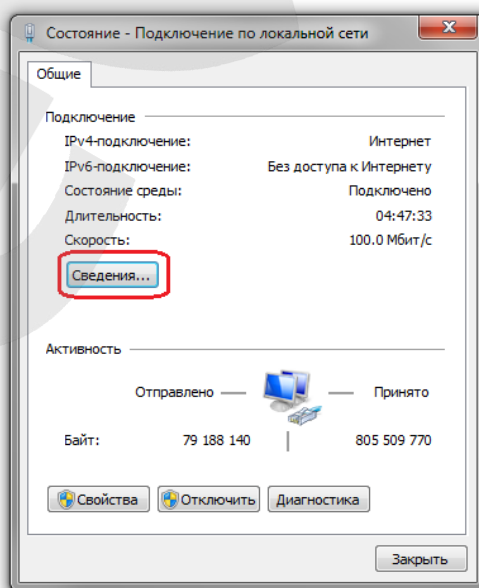 Состояние - Подключение по локальной сети
Общие
Подключение
IPv4-подключение: Интернет
IPv6-подключение: Без доступа к Интернету
Состояние среды: Подключено
Длительность: 04:47:33
Скорость: 100.0 Мбит/с
Сведения...
Активность
Отправлено — — Принято
Байт: 79 188 140 | 805 509 770
Свойства Отключить Диагностика
Закрыть